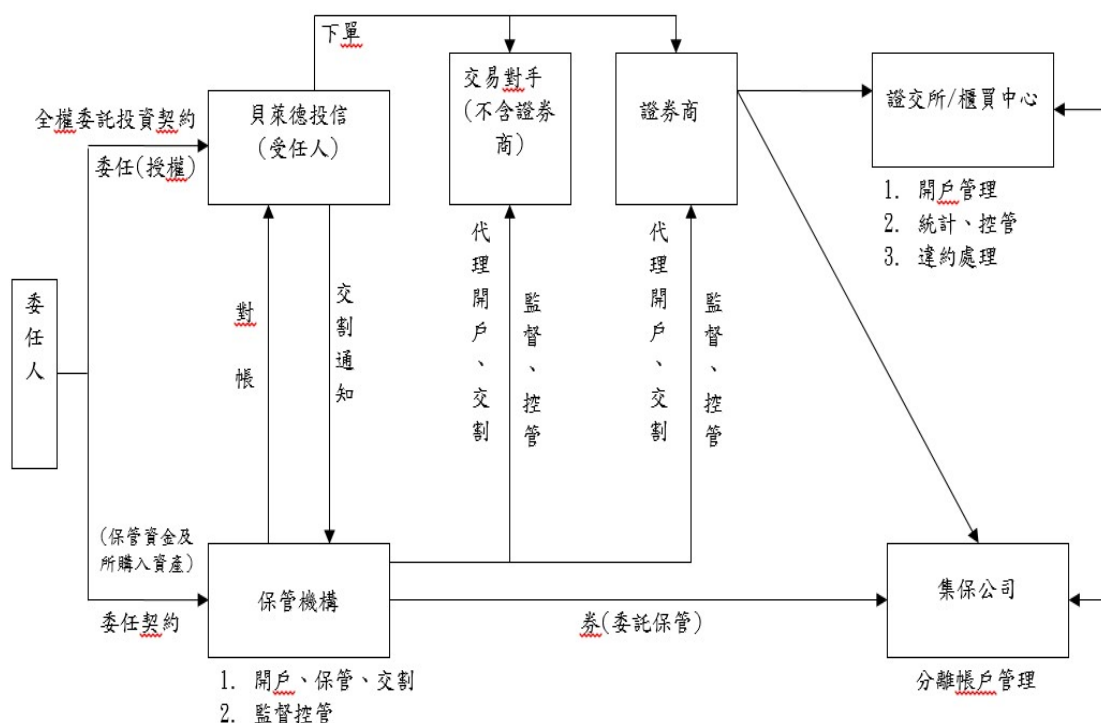 下單
全權委託投資契約
委任(授權)
貝萊德投信
(受任人)
交易對手
(不含證券
商)
證券商
證交所/櫃買中心
1. 開戶管理
2. 統計、控管
3. 違約處理
委任人
對帳
交割通知
代理開戶、交割
監督、控管
代理開戶、交割
監督、控管
(保管資金及
所購入資產)
委任契約
保管機構
1. 開戶、保管、交割
2. 監督控管
券(委託保管)
集保公司
分離帳戶管理